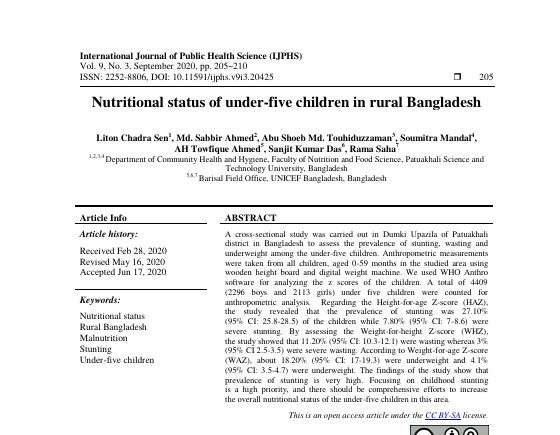 International Journal of Public Health Science (IJPHS)
Vol. 9, No. 3, September 2020, pp. 205~210
ISSN: 2252-8806, DOI: 10.11591/ijphs.v9i3.20425 205
Nutritional status of under-five children in rural Bangladesh
Liton Chadra Sen1, Md. Sabbir Ahmed2, Abu Shoeb Md. Touhiduzzaman3, Soumitra Mandal4,
AH Towfique Ahmed5, Sanjit Kumar Das6, Rama Saha7
1,2,3,4 Department of Community Health and Hygiene, Faculty of Nutrition and Food Science, Patuakhali Science and
Technology University, Bangladesh
5,6,7 Barisal Field Office, UNICEF Bangladesh, Bangladesh
Article Info
Article history:
Received Feb 28, 2020
Revised May 16, 2020
Accepted Jun 17, 2020
Keywords:
Nutritional status
Rural Bangladesh
Malnutrition
Stunting
Under-five children
ABSTRACT
A cross-sectional study was carried out in Dumki Upazila of Patuakhali
district in Bangladesh to assess the prevalence of stunting, wasting and
underweight among the under-five children. Anthropometric measurements
were taken from all children, aged 0-59 months in the studied area using
wooden height board and digital weight machine. We used WHO Anthro
software for analyzing the z scores of the children. A total of 4409
(2296 boys and 2113 girls) under five children were counted for
anthropometric analysis. Regarding the Height-for-age Z-score (HAZ),
the study revealed that the prevalence of stunting was 27.10%
(95% CI: 25.8-28.5) of the children while 7.80% (95% CI: 7-8.6) were
severe stunting. By assessing the Weight-for-height Z-score (WHZ),
the study showed that 11.20% (95% CI: 10.3-12.1) were wasting whereas 3%
(95% CI 2.5-3.5) were severe wasting. According to Weight-for-age Z-score
(WAZ), about 18.20% (95% CI: 17-19.3) were underweight and 4.1%
(95% CI: 3.5-4.7) were underweight. The findings of the study show that
prevalence of stunting is very high. Focusing on childhood stunting
is a high priority, and there should be comprehensive efforts to increase
the overall nutritional status of the under-five children in this area.
This is an open access article under the CC BY-SA license.